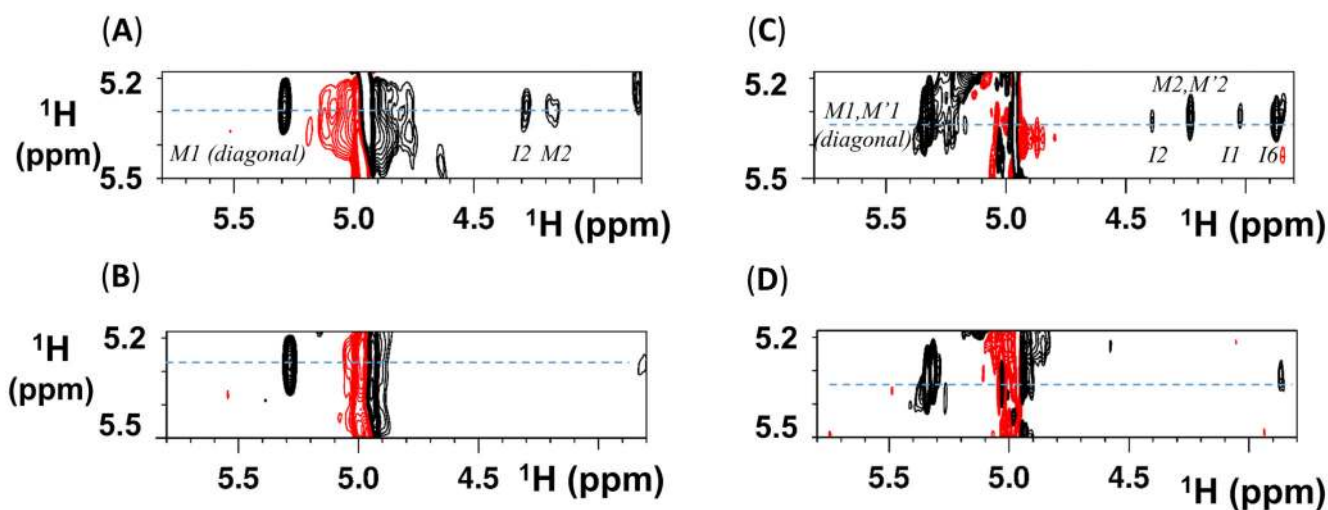 (A)
5.2
¹H
(ppm)
M1 (diagonal)
I2
M2
5.5
5.5
5.0
4.5
¹H (ppm)
(C)
5.2
M2,M'2
M1,M'1
(diagonal)
I2
I1
I6
5.5
5.5
5.0
4.5
¹H (ppm)
(B)
5.2
¹H
(ppm)
5.5
5.5
5.0
4.5
¹H (ppm)
(D)
5.2
5.5
5.5
5.0
4.5
¹H (ppm)